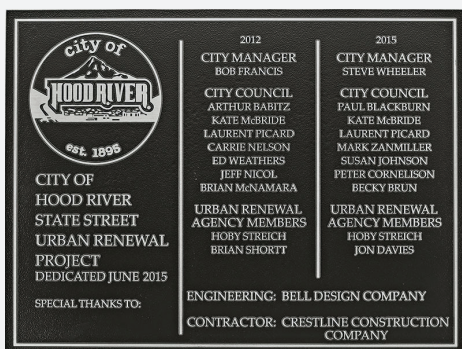 city of
HOOD RIVER
est. 1895
CITY OF
HOOD RIVER
STATE STREET
URBAN RENEWAL
PROJECT
DEDICATED JUNE 2015
SPECIAL THANKS TO:
2012
CITY MANAGER
BOB FRANCIS
CITY COUNCIL
ARTHUR BABITZ
KATE McBRIDE
LAURENT PICARD
CARRIE NELSON
ED WEATHERS
JEFF NICOL
BRIAN McNAMARA
URBAN RENEWAL
AGENCY MEMBERS
HOBY STREICH
BRIAN SHORTT
2015
CITY MANAGER
STEVE WHEELER
CITY COUNCIL
PAUL BLACKBURN
KATE McBRIDE
LAURENT PICARD
MARK ZANMILLER
SUSAN JOHNSON
PETER CORNELISON
BECKY BRUN
URBAN RENEWAL
AGENCY MEMBERS
HOBY STREICH
JON DAVIES
ENGINEERING: BELL DESIGN COMPANY
CONTRACTOR: CRESTLINE CONSTRUCTION
COMPANY